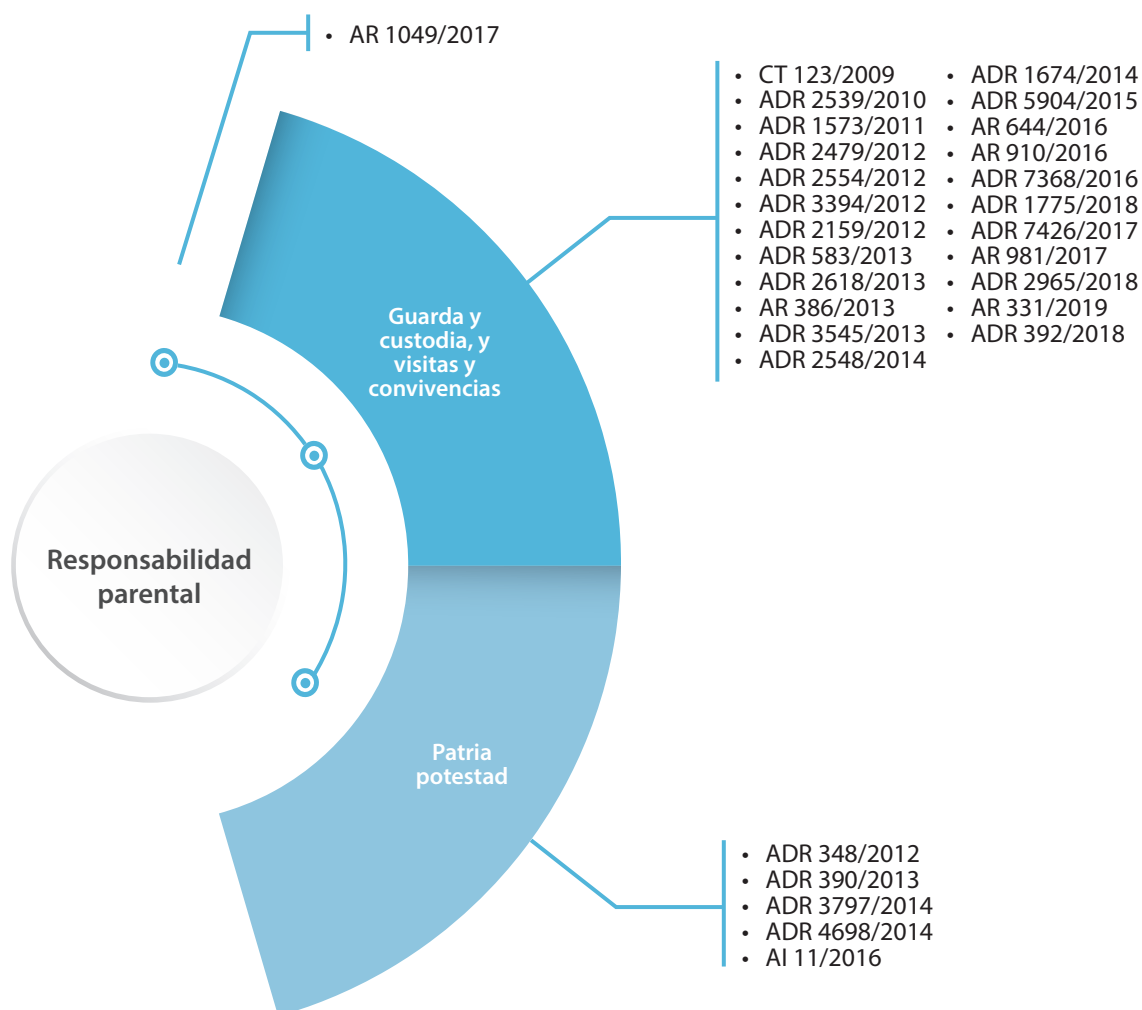 • AR 1049/2017
• CT 123/2009
• ADR 2539/2010
• ADR 1573/2011
• ADR 2479/2012
• ADR 2554/2012
• ADR 3394/2012
• ADR 2159/2012
• ADR 583/2013
• ADR 2618/2013
• AR 386/2013
• ADR 3545/2013
• ADR 2548/2014
• ADR 1674/2014
• ADR 5904/2015
• AR 644/2016
• AR 910/2016
• ADR 7368/2016
• ADR 1775/2018
• ADR 7426/2017
• AR 981/2017
• ADR 2965/2018
• AR 331/2019
• ADR 392/2018
Guarda y
custodia, y
visitas y
convivencias
Responsabilidad
parental
Patria
potestad
• ADR 348/2012
• ADR 390/2013
• ADR 3797/2014
• ADR 4698/2014
• AI 11/2016